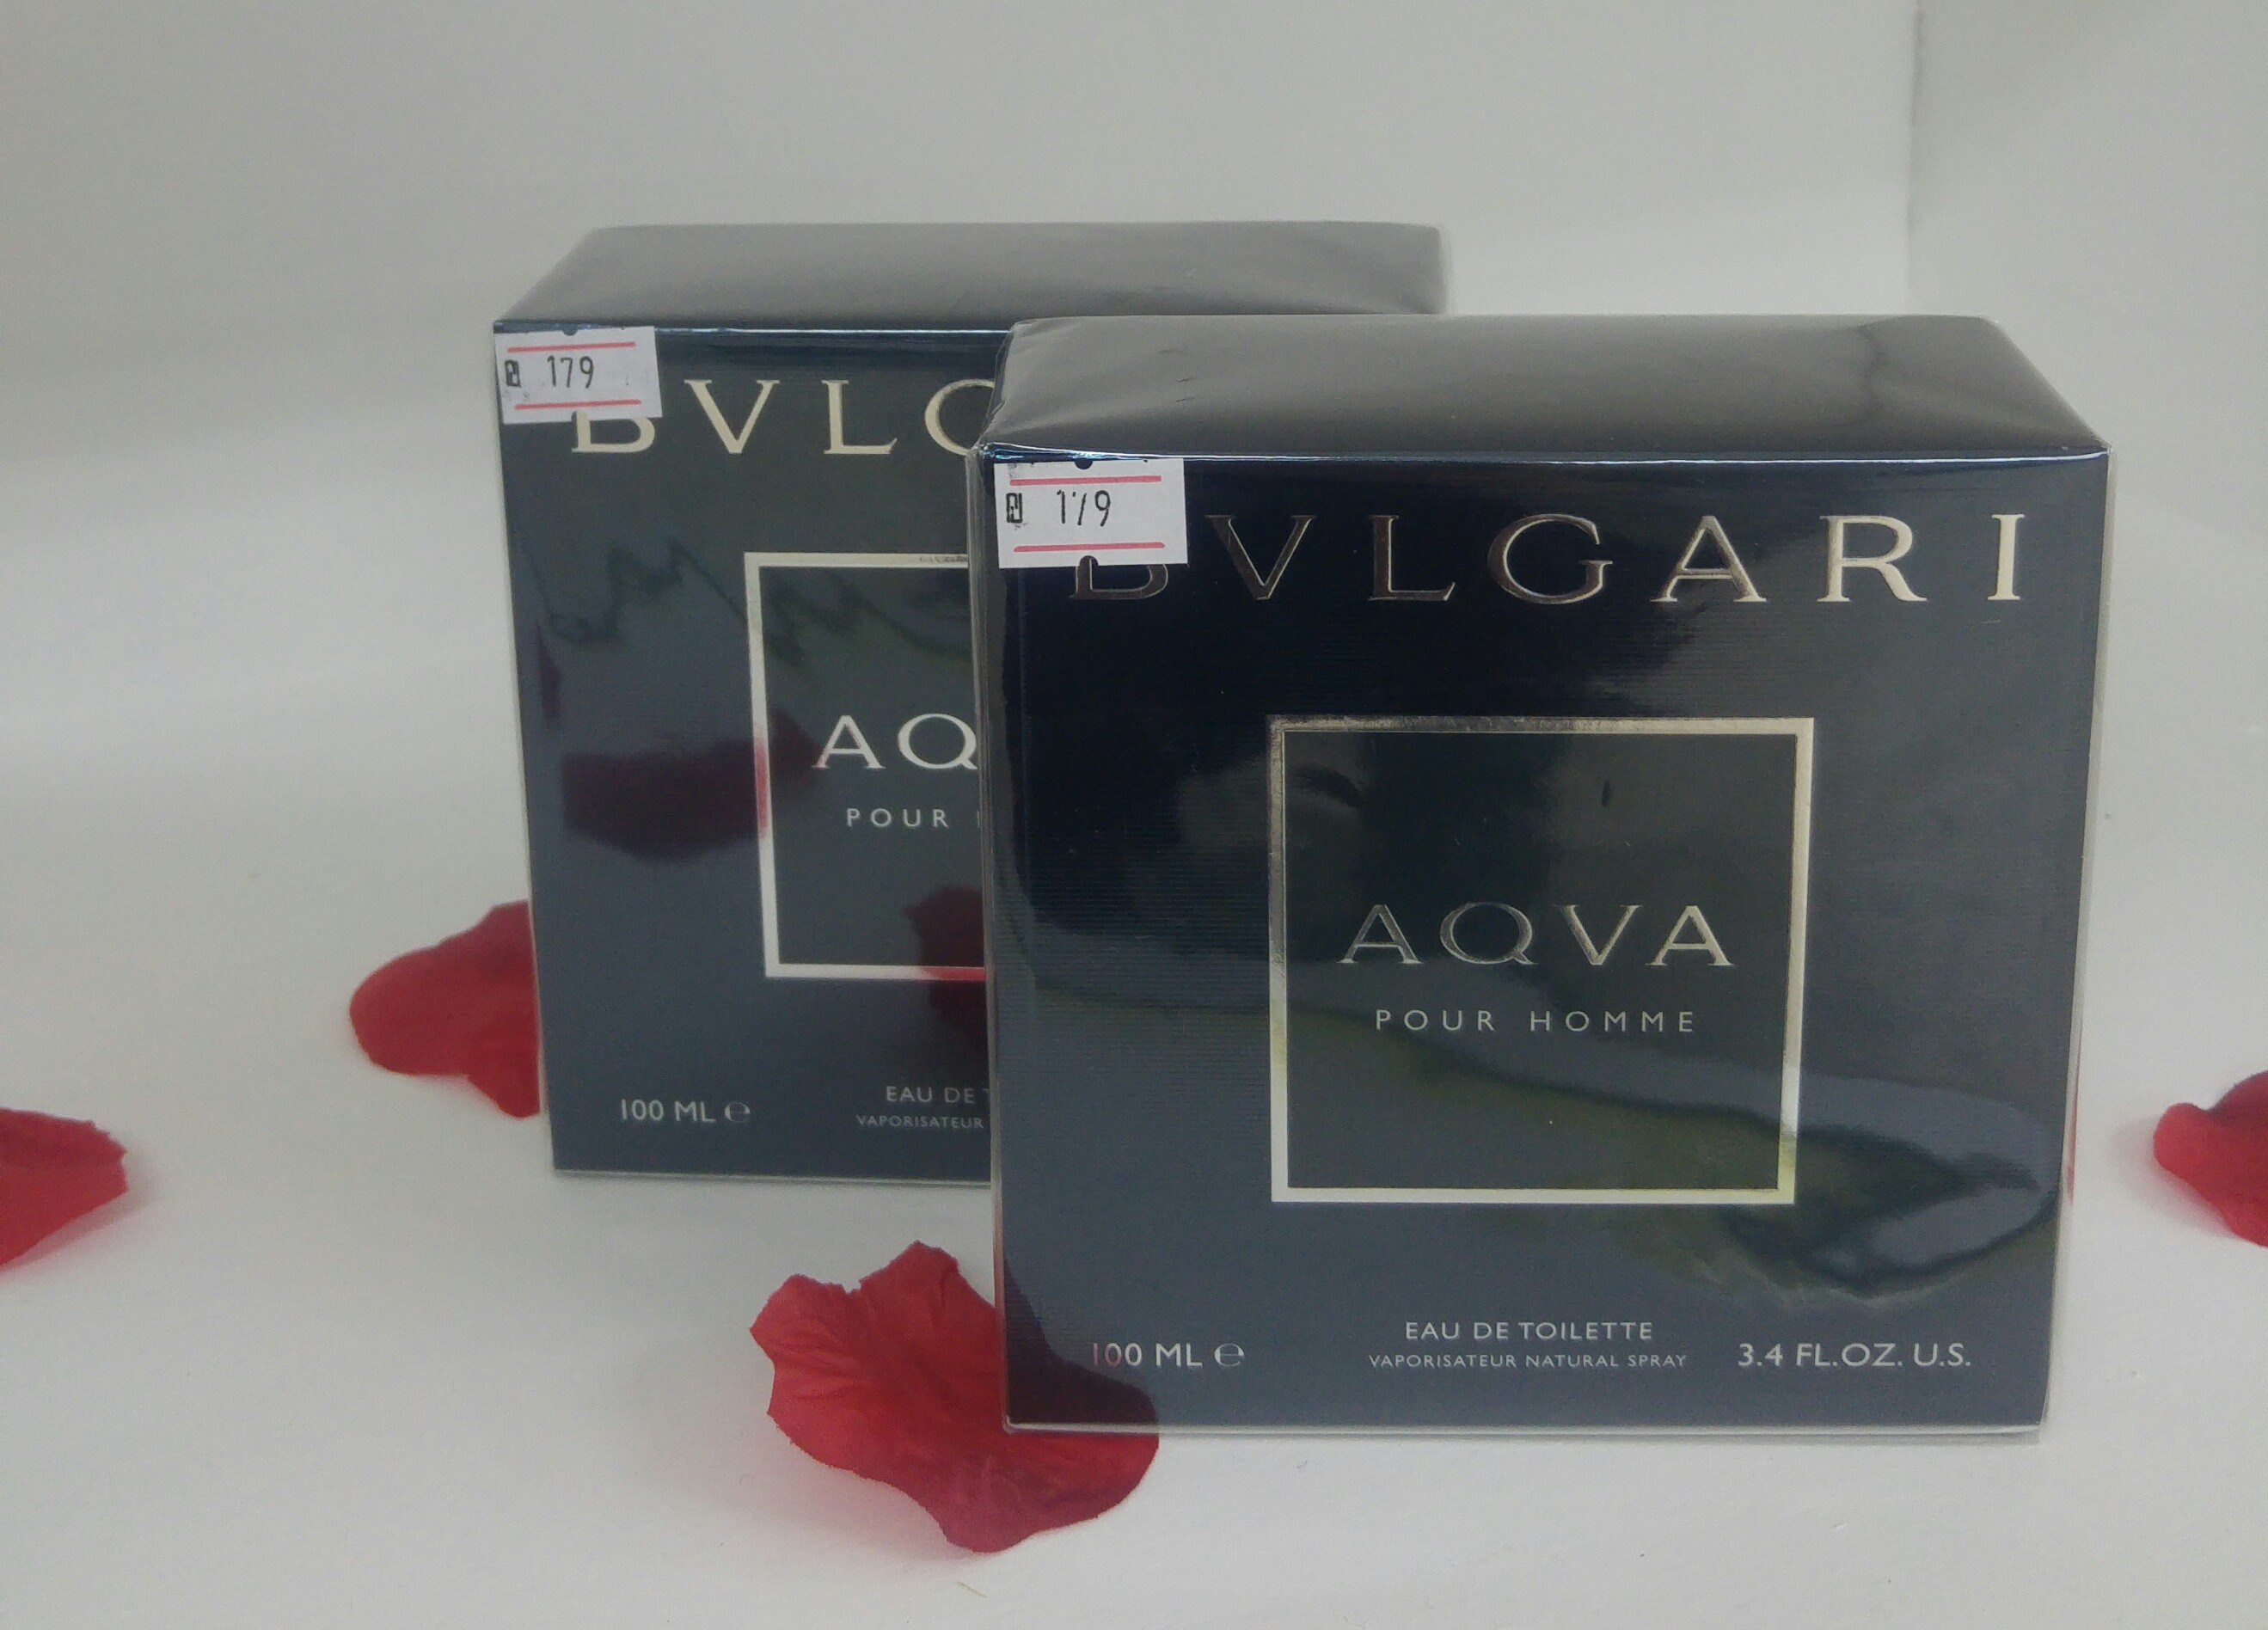 ₪ 179
BVLG
AQ
POUR
100 ML ℮
EAU DE T
VAPORISATEUR
₪ 179
BVLGARI
AQVA
POUR HOMME
100 ML ℮
EAU DE TOILETTE
VAPORISATEUR NATURAL SPRAY
3.4 FL.OZ. U.S.